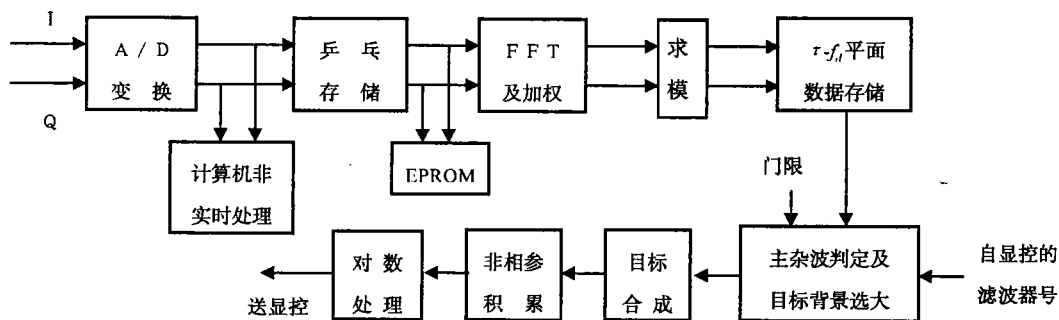 I
Q
A / D
变 换
乒 乓
存 储
F F T
及加权
求
模
τ-f_d平面
数据存储
计算机非
实时处理
EPROM
门限
主杂波判定及
目标背景选大
自显控的
滤波器号
目标
合成
非相参
积 累
对 数
处 理
送显控